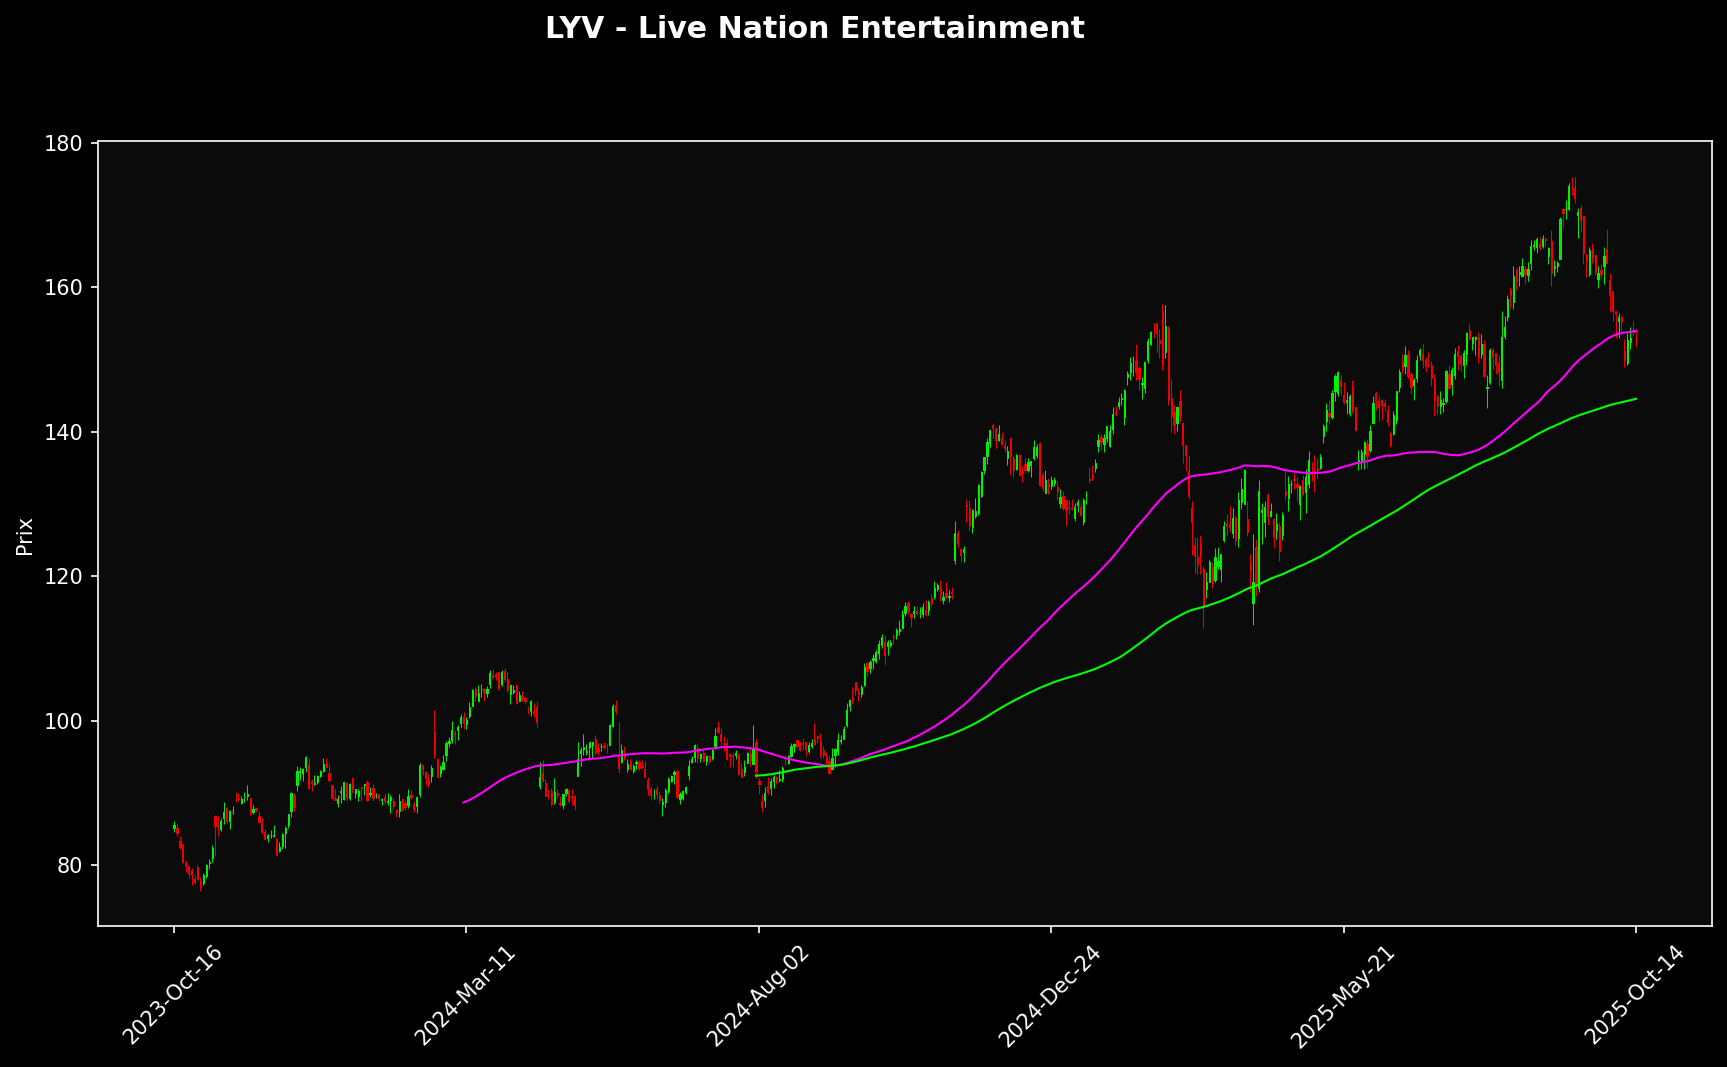 LYV - Live Nation Entertainment
Prix
180
160
140
120
100
80
2023-Oct-16
2024-Mar-11
2024-Aug-02
2024-Dec-24
2025-May-21
2025-Oct-14